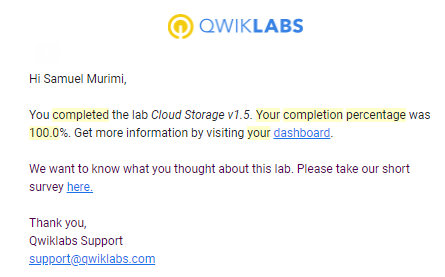 QWIKLABS
Hi Samuel Murimi,
You completed the lab Cloud Storage v1.5. Your completion percentage was
100.0%. Get more information by visiting your dashboard.
We want to know what you thought about this lab. Please take our short
survey here.
Thank you,
Qwiklabs Support
support@qwiklabs.com